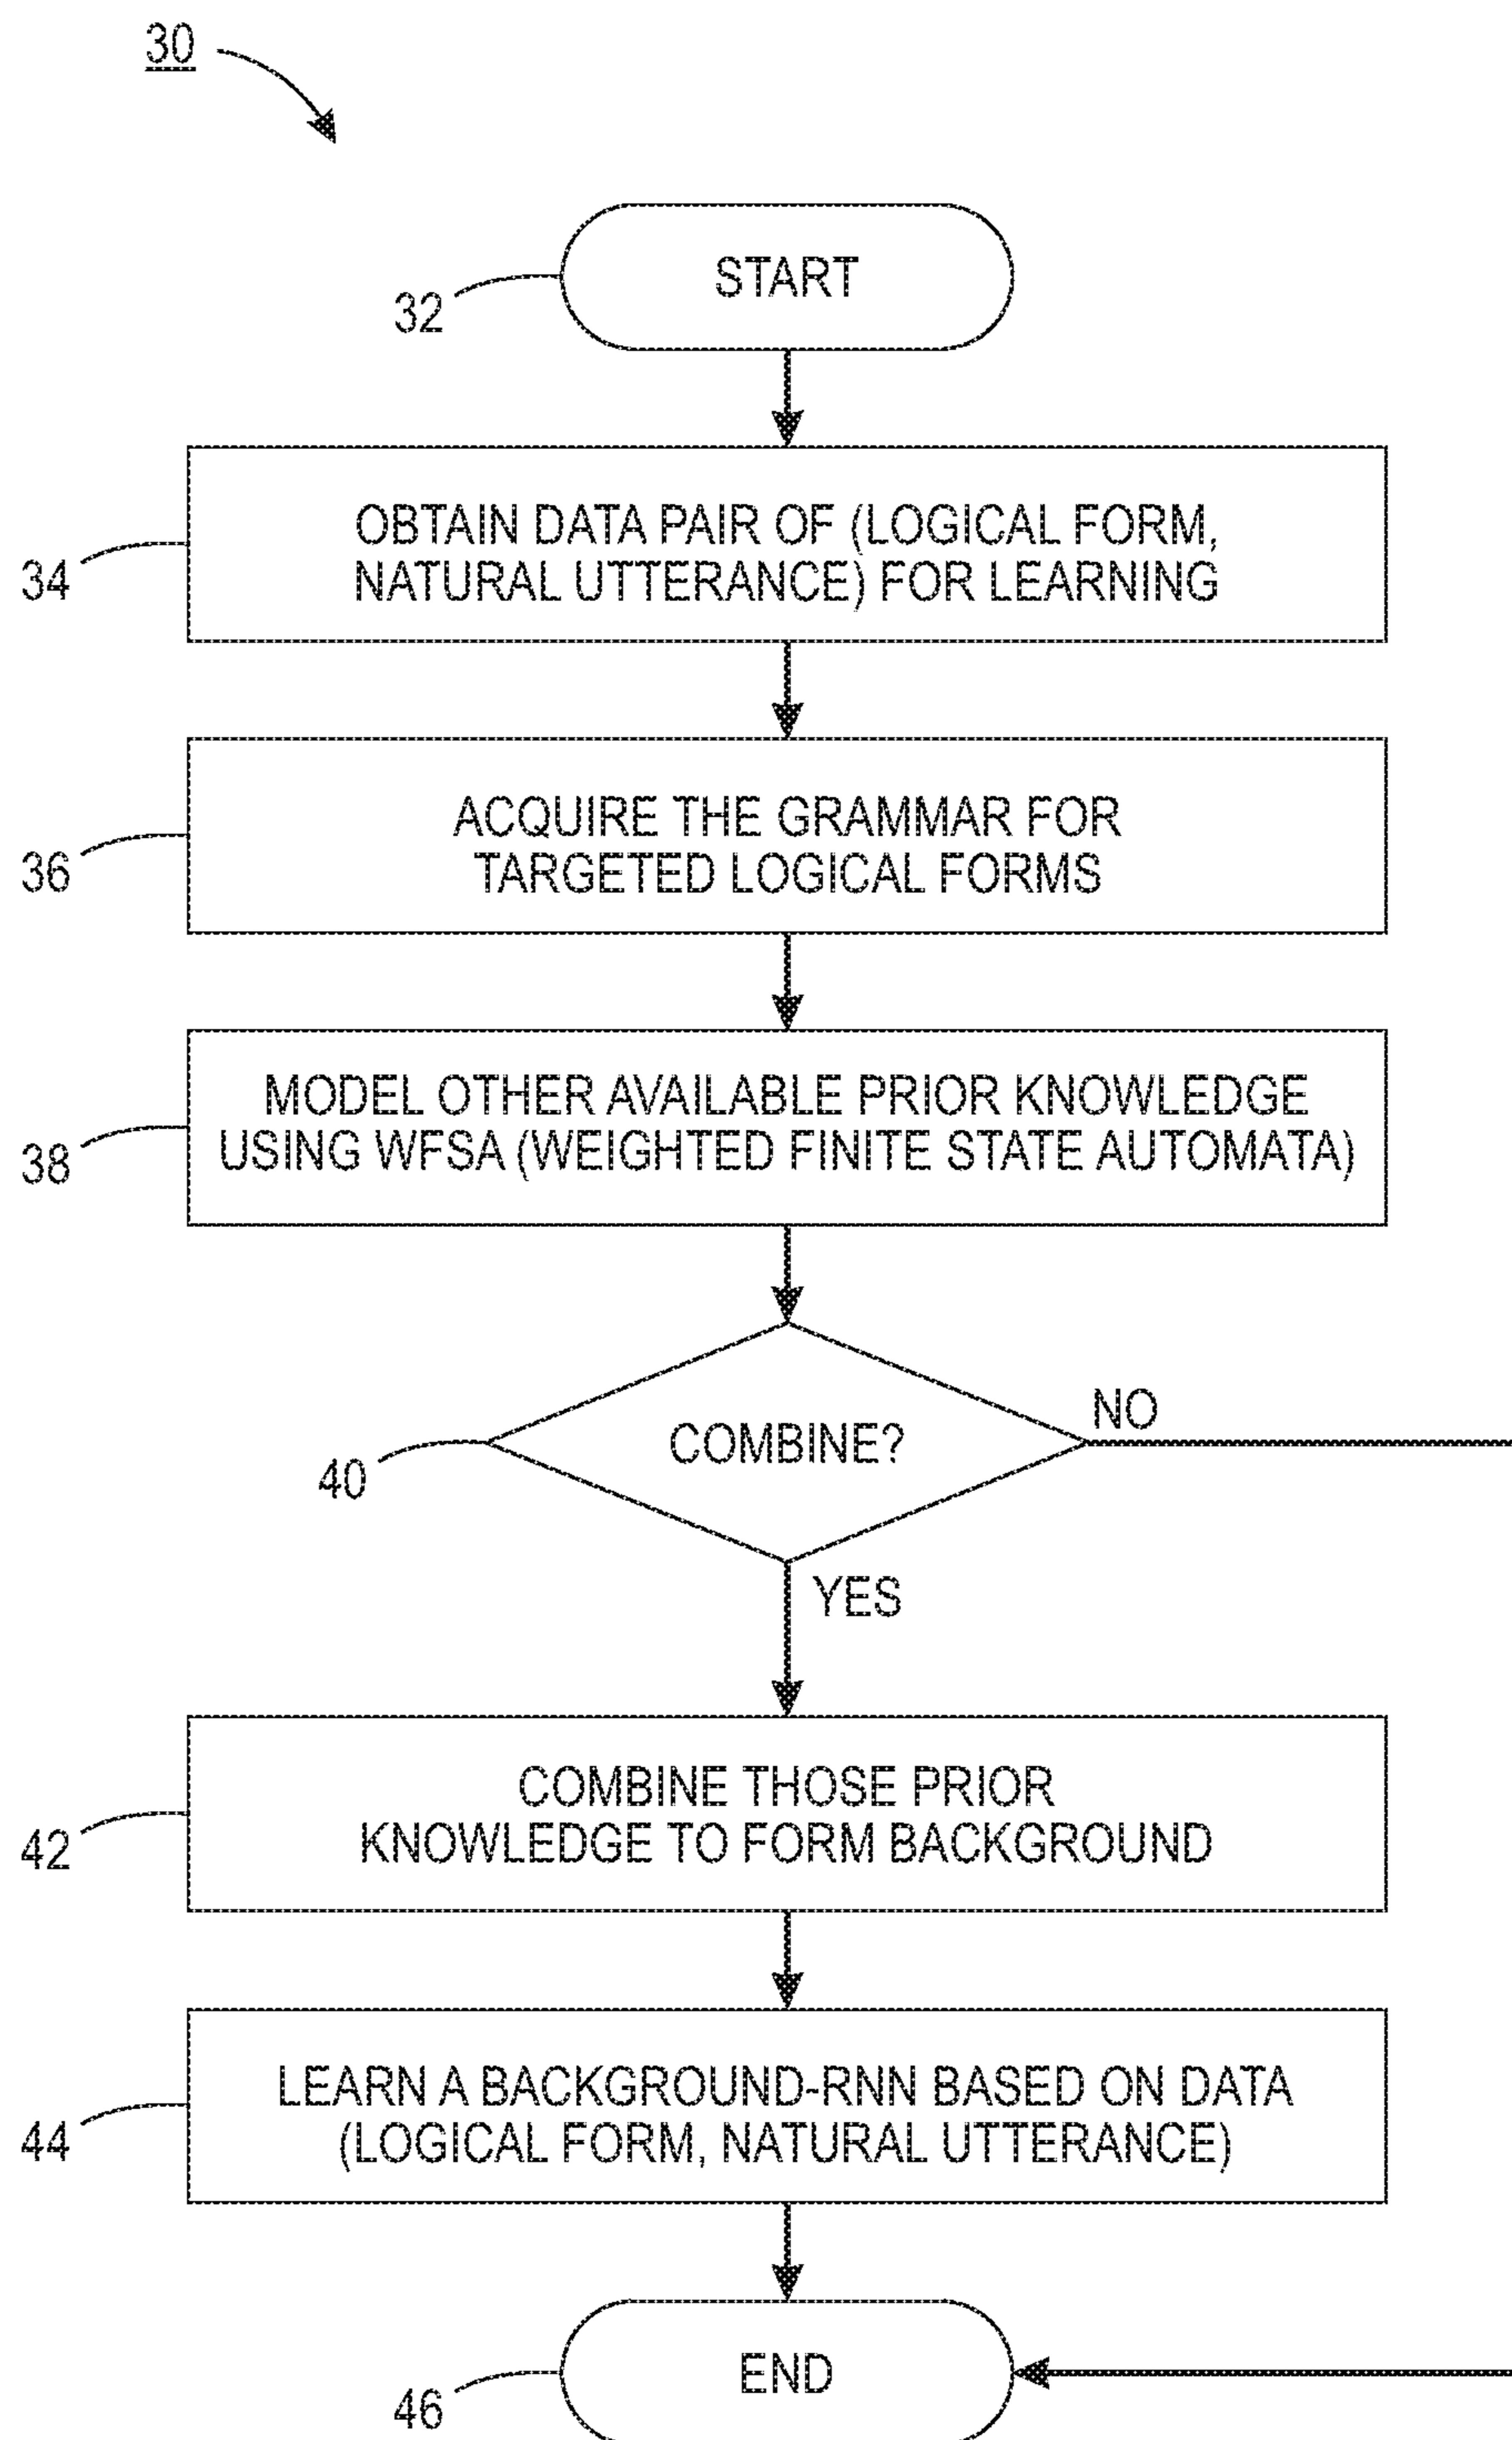 30
START
32
OBTAIN DATA PAIR OF (LOGICAL FORM,
NATURAL UTTERANCE) FOR LEARNING
34
ACQUIRE THE GRAMMAR FOR
TARGETED LOGICAL FORMS
36
MODEL OTHER AVAILABLE PRIOR KNOWLEDGE
USING WFSA (WEIGHTED FINITE STATE AUTOMATA)
38
NO
COMBINE?
40
YES
COMBINE THOSE PRIOR
KNOWLEDGE TO FORM BACKGROUND
42
LEARN A BACKGROUND-RNN BASED ON DATA
(LOGICAL FORM, NATURAL UTTERANCE)
44
END
46